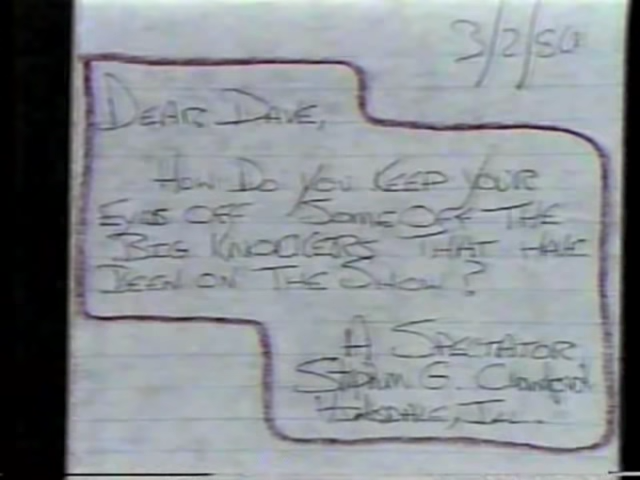 3/2/86
DEAR DAVE,
HOW DO YOU KEEP YOUR
EYES OFF SOME OFF THE
BIG KNOCKERS THAT HAVE
BEEN ON THE SHOW?
A SPECTATOR
G.